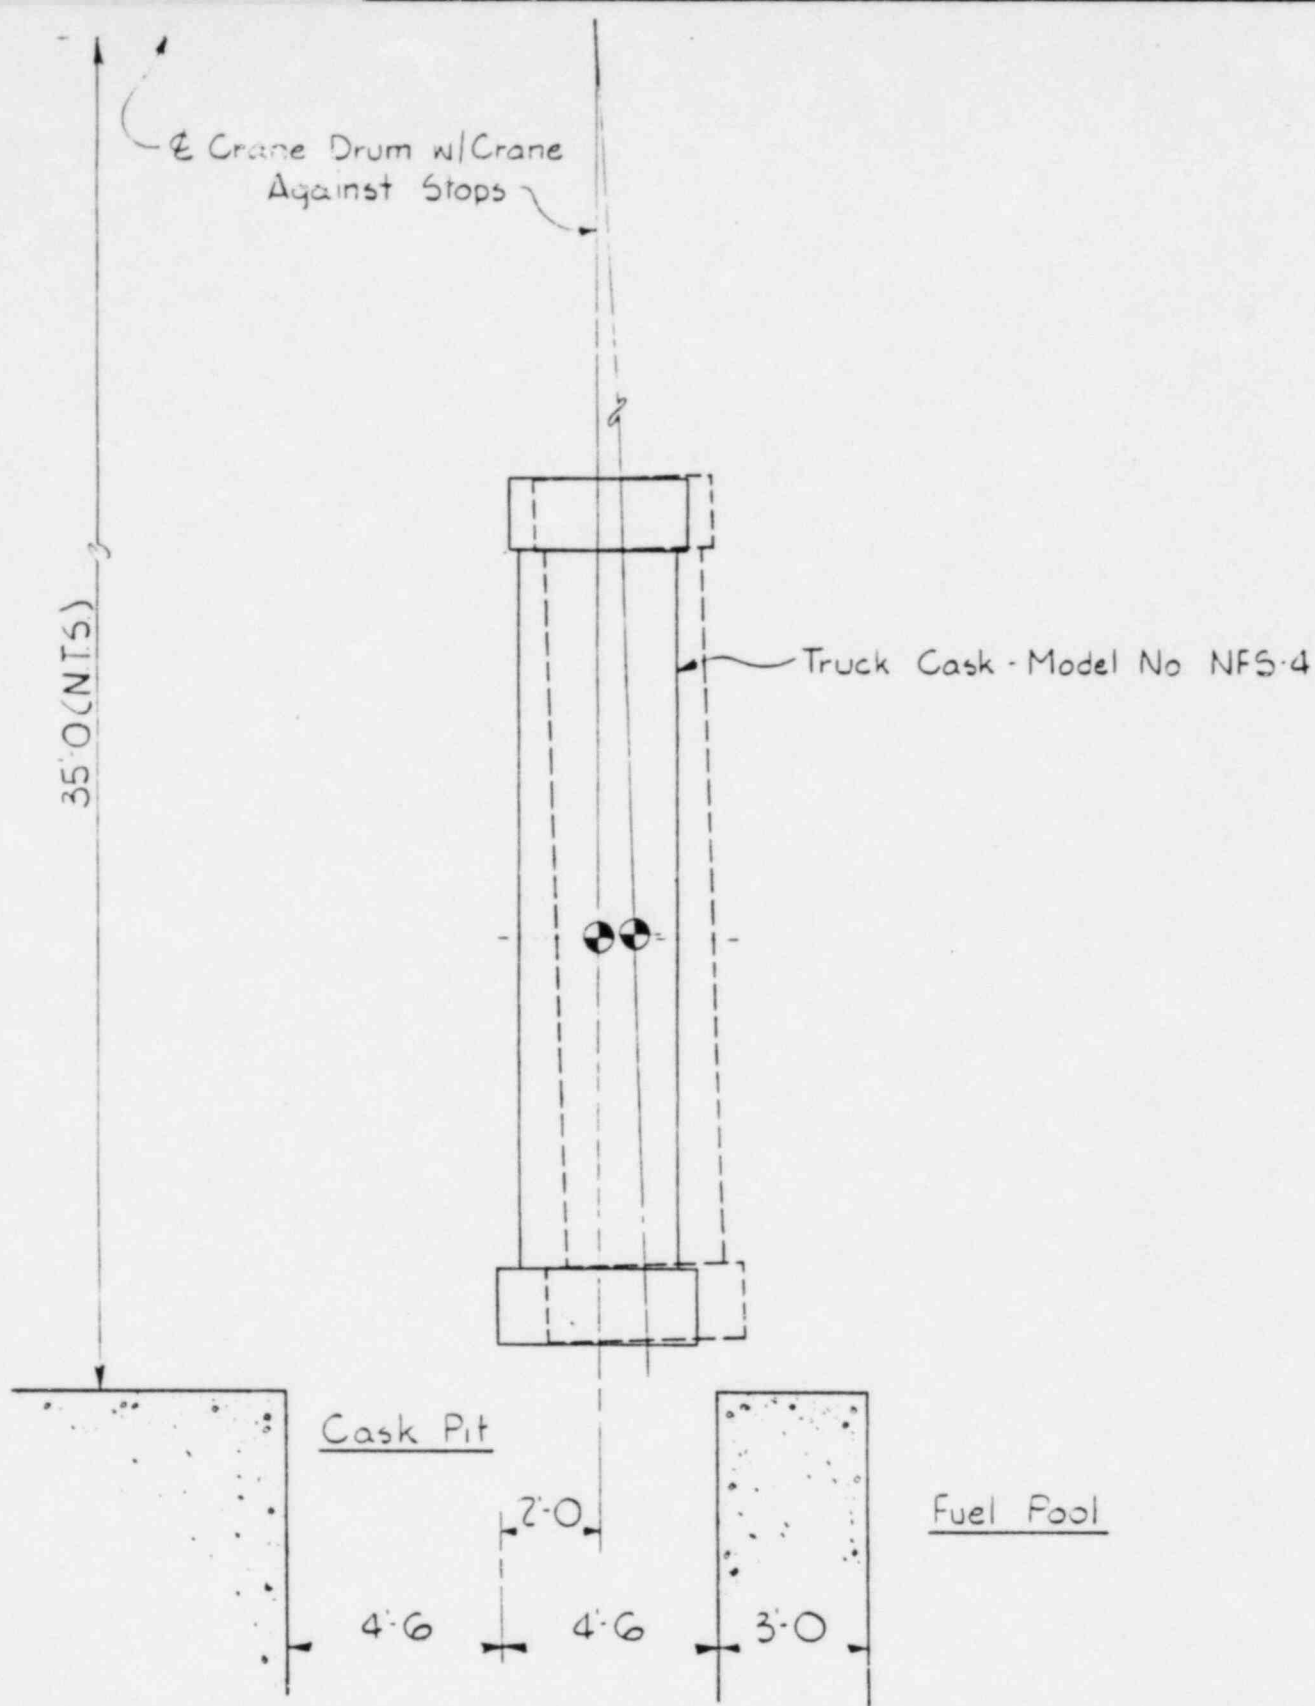 ℄ Crane Drum w/Crane
Against Stops
35'-0 (N.T.S.)
Truck Cask - Model No NFS-4
Cask Pit
2'-0
Fuel Pool
4'-6
4'-6
3'-0